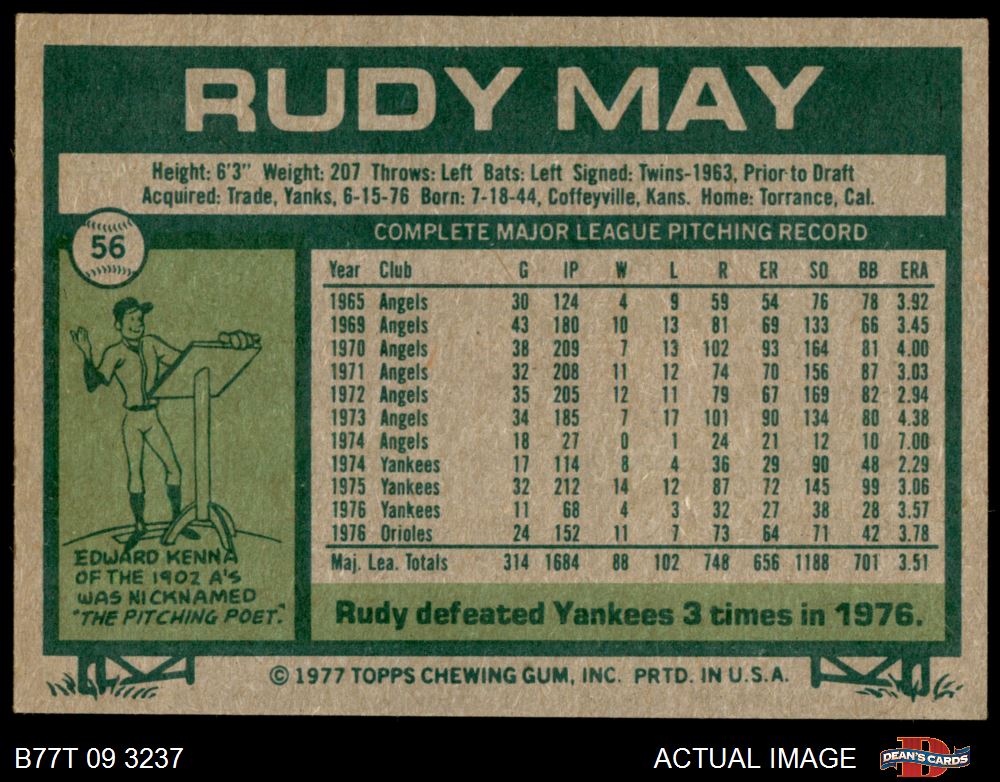 RUDY MAY
Height: 6'3" Weight: 207 Throws: Left Bats: Left Signed: Twins-1963, Prior to Draft
Acquired: Trade, Yanks, 6-15-76 Born: 7-18-44, Coffeyville, Kans. Home: Torrance, Cal.
56
COMPLETE MAJOR LEAGUE PITCHING RECORD
Year Club G IP W L R ER SO BB ERA
1965 Angels 30 124 4 9 59 54 76 78 3.92
1969 Angels 43 180 10 13 81 69 133 66 3.45
1970 Angels 38 209 7 13 102 93 164 81 4.00
1971 Angels 32 208 11 12 74 70 156 87 3.03
1972 Angels 35 205 12 11 79 67 169 82 2.94
1973 Angels 34 185 7 17 101 90 134 80 4.38
1974 Angels 18 27 0 1 24 21 12 10 7.00
1974 Yankees 17 114 8 4 36 29 90 48 2.29
1975 Yankees 32 212 14 12 87 72 145 99 3.06
1976 Yankees 11 68 4 3 32 27 38 28 3.57
1976 Orioles 24 152 11 7 73 64 71 42 3.78
Maj. Lea. Totals 314 1684 88 102 748 656 1188 701 3.51
EDWARD KENNA
OF THE 1902 A'S
WAS NICKNAMED
"THE PITCHING POET."
Rudy defeated Yankees 3 times in 1976.
© 1977 TOPPS CHEWING GUM, INC. PRTD. IN U.S.A.
B77T 09 3237
ACTUAL IMAGE
DEAN'S CARDS